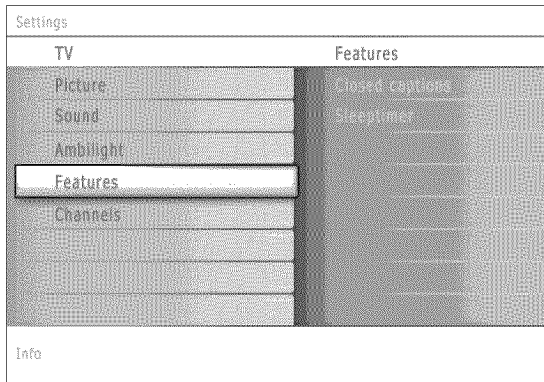 Settings
TV Features
Picture Closed captions
Sound Sleeptimer
Ambilight
Features
Channels
Info